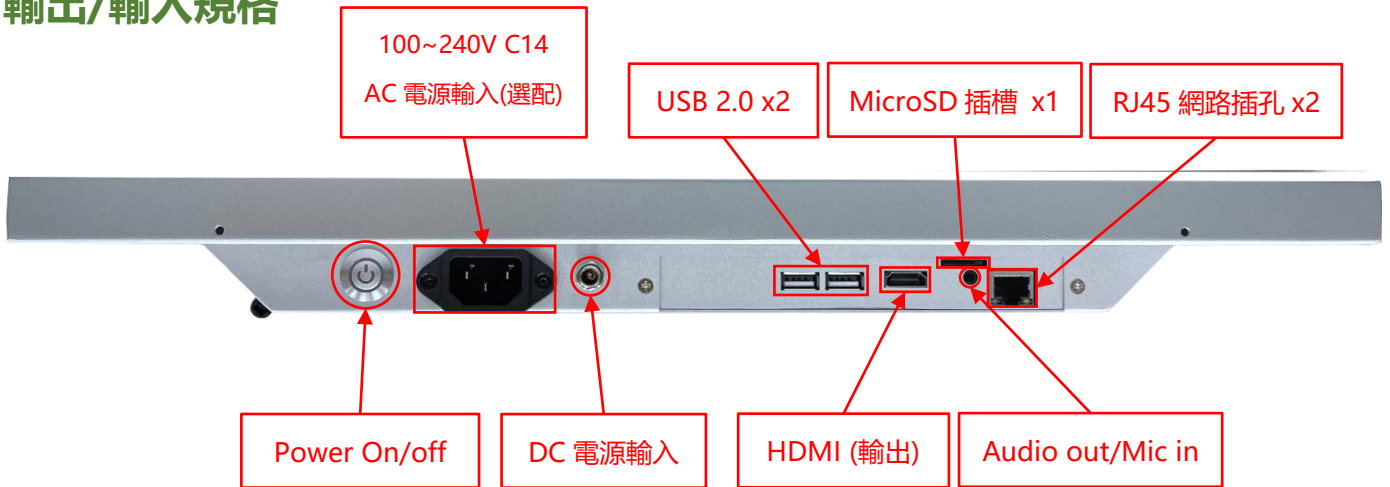 輸出/輸入規格
100~240V C14
AC 電源輸入(選配)
USB 2.0 x2
MicroSD 插槽 x1
RJ45 網路插孔 x2
Power On/off
DC 電源輸入
HDMI (輸出)
Audio out/Mic in